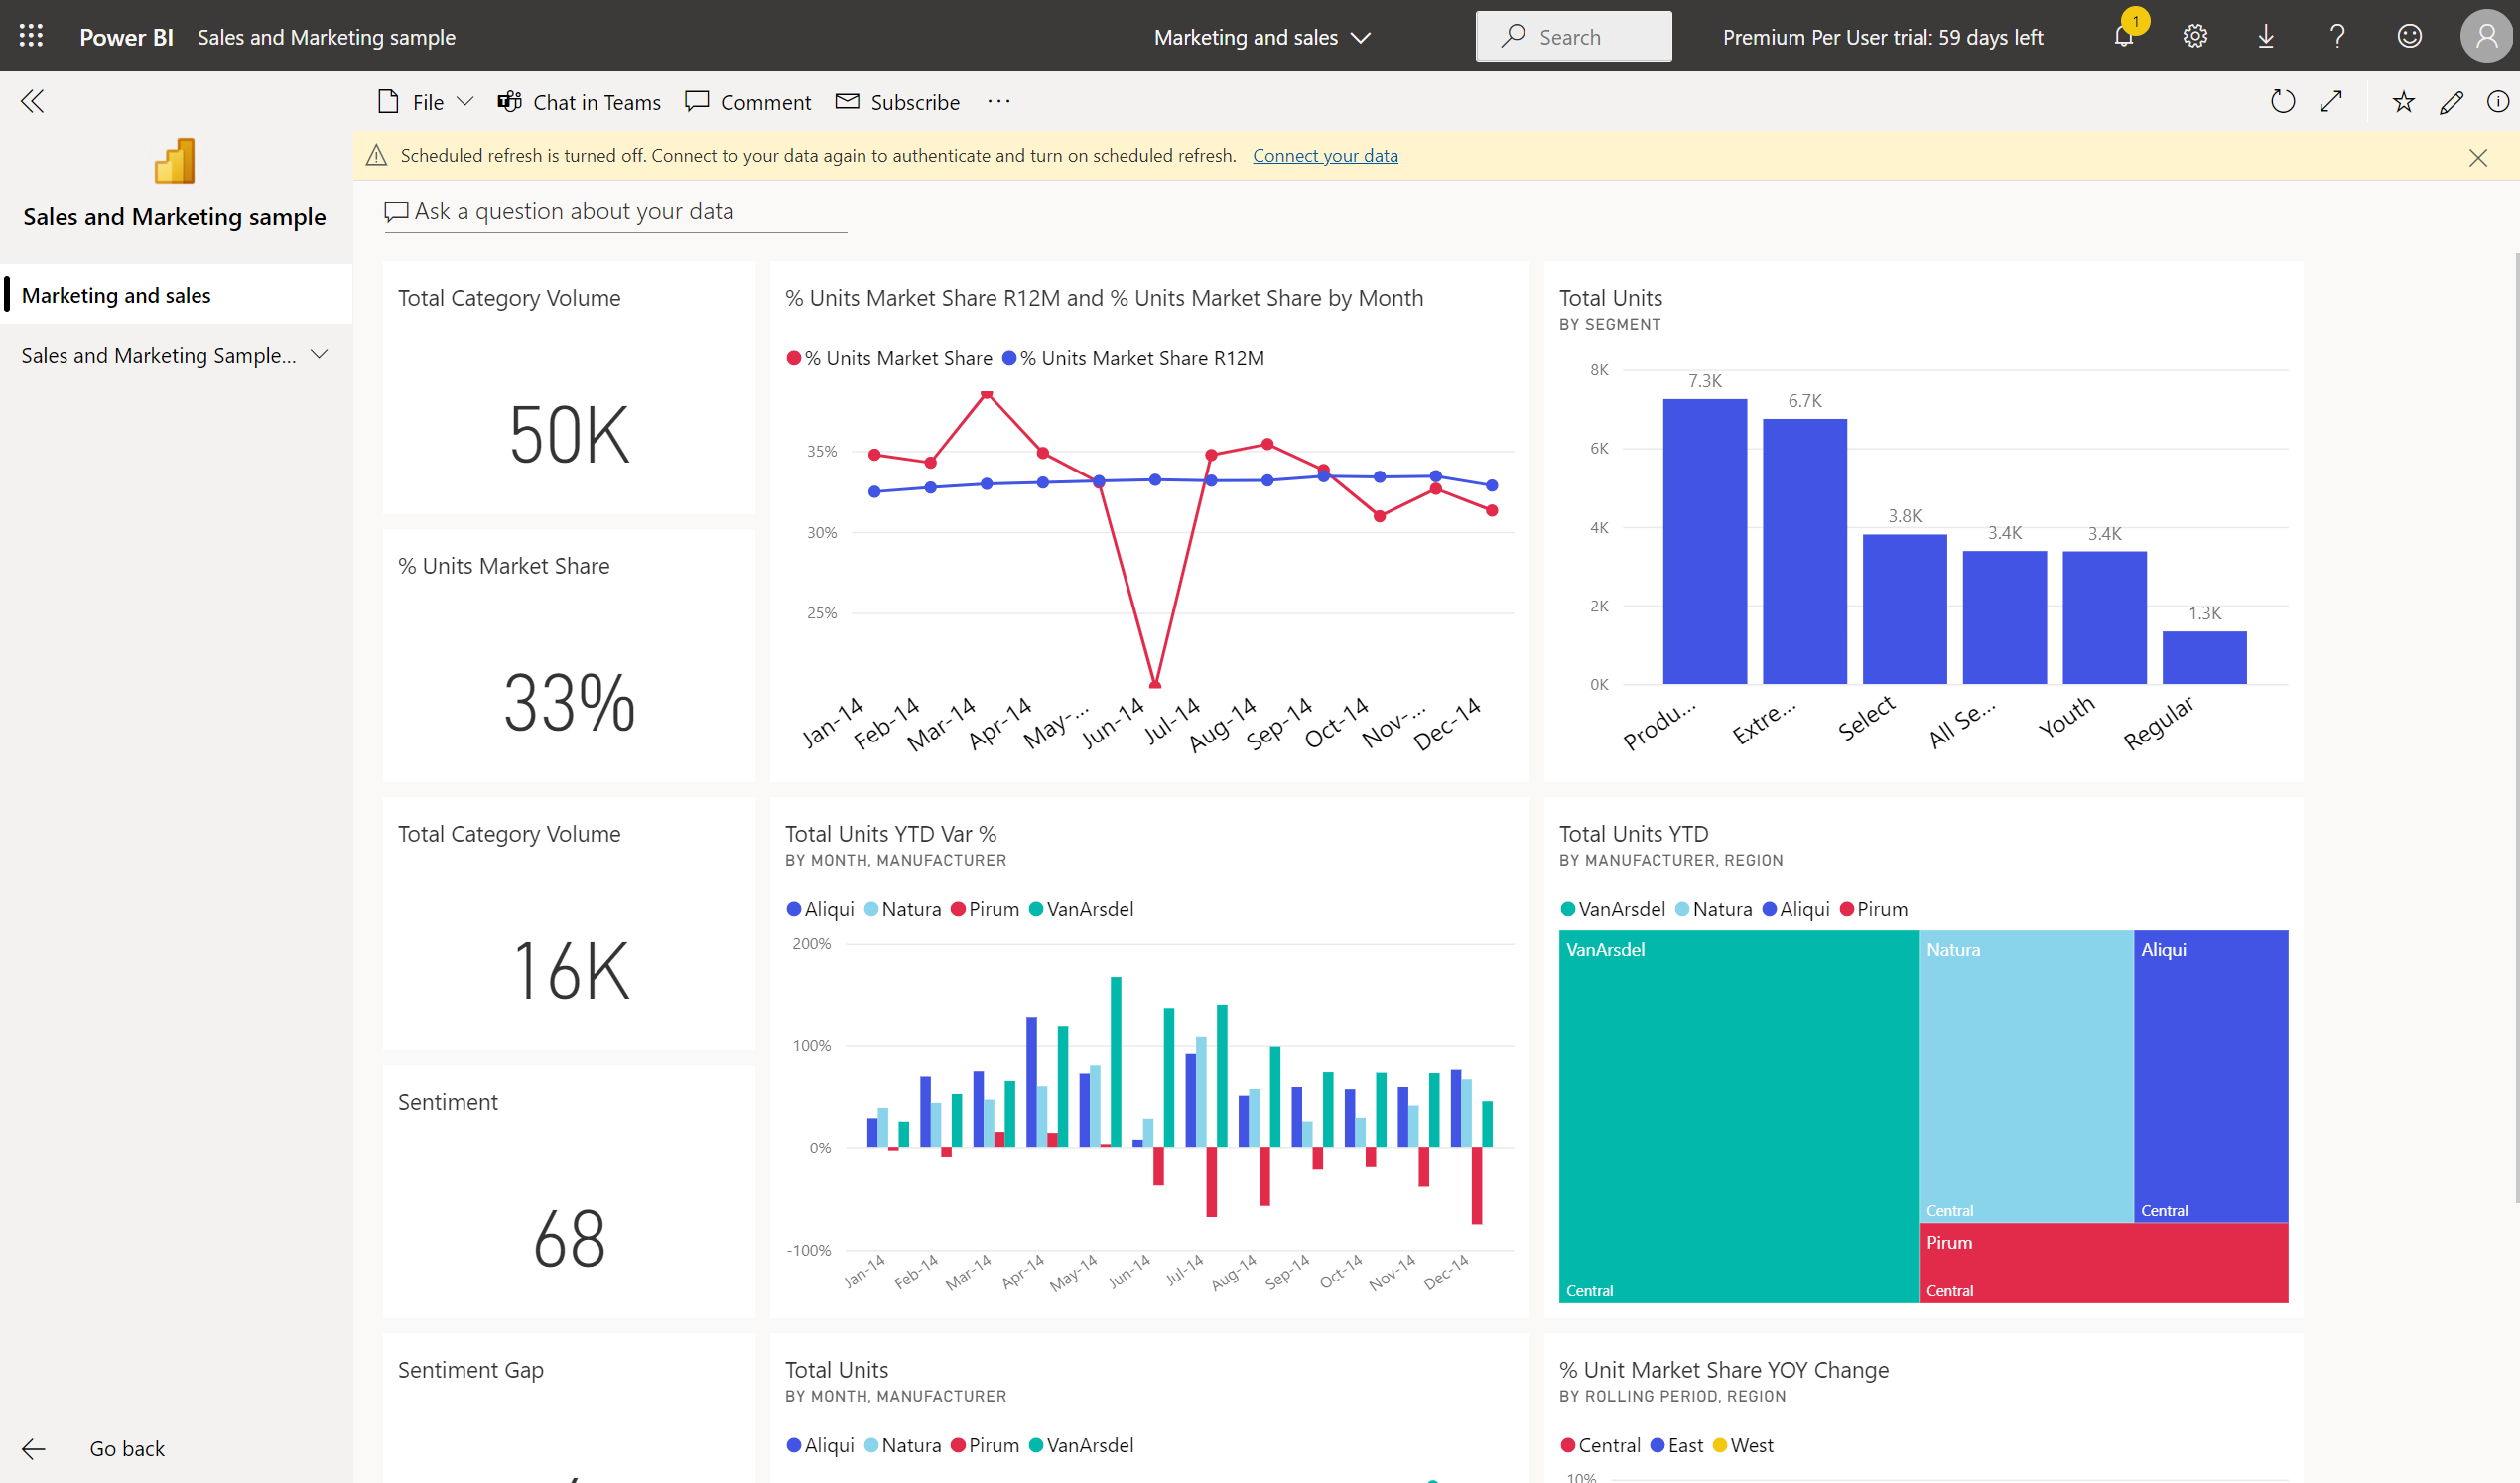 Power BI Sales and Marketing sample Marketing and sales Search Premium Per User trial: 59 days left 1
File Chat in Teams Comment Subscribe ...
Scheduled refresh is turned off. Connect to your data again to authenticate and turn on scheduled refresh. Connect your data
Sales and Marketing sample
Marketing and sales
Sales and Marketing Sample...
Go back
Ask a question about your data
Total Category Volume
50K
% Units Market Share
33%
Total Category Volume
16K
Sentiment
68
Sentiment Gap
% Units Market Share R12M and % Units Market Share by Month
% Units Market Share % Units Market Share R12M
35%
30%
25%
Jan-14 Feb-14 Mar-14 Apr-14 May-... Jun-14 Jul-14 Aug-14 Sep-14 Oct-14 Nov-... Dec-14
Total Units
BY SEGMENT
8K
6K
4K
2K
0K
7.3K 6.7K 3.8K 3.4K 3.4K 1.3K
Produ... Extre... Select All Se... Youth Regular
Total Units YTD Var %
BY MONTH, MANUFACTURER
Aliqui Natura Pirum VanArsdel
200%
100%
0%
-100%
Jan-14 Feb-14 Mar-14 Apr-14 May-14 Jun-14 Jul-14 Aug-14 Sep-14 Oct-14 Nov-14 Dec-14
Total Units YTD
BY MANUFACTURER, REGION
VanArsdel Natura Aliqui Pirum
VanArsdel Natura Aliqui
Central Central
Pirum
Central Central
Total Units
BY MONTH, MANUFACTURER
Aliqui Natura Pirum VanArsdel
% Unit Market Share YOY Change
BY ROLLING PERIOD, REGION
Central East West
10%